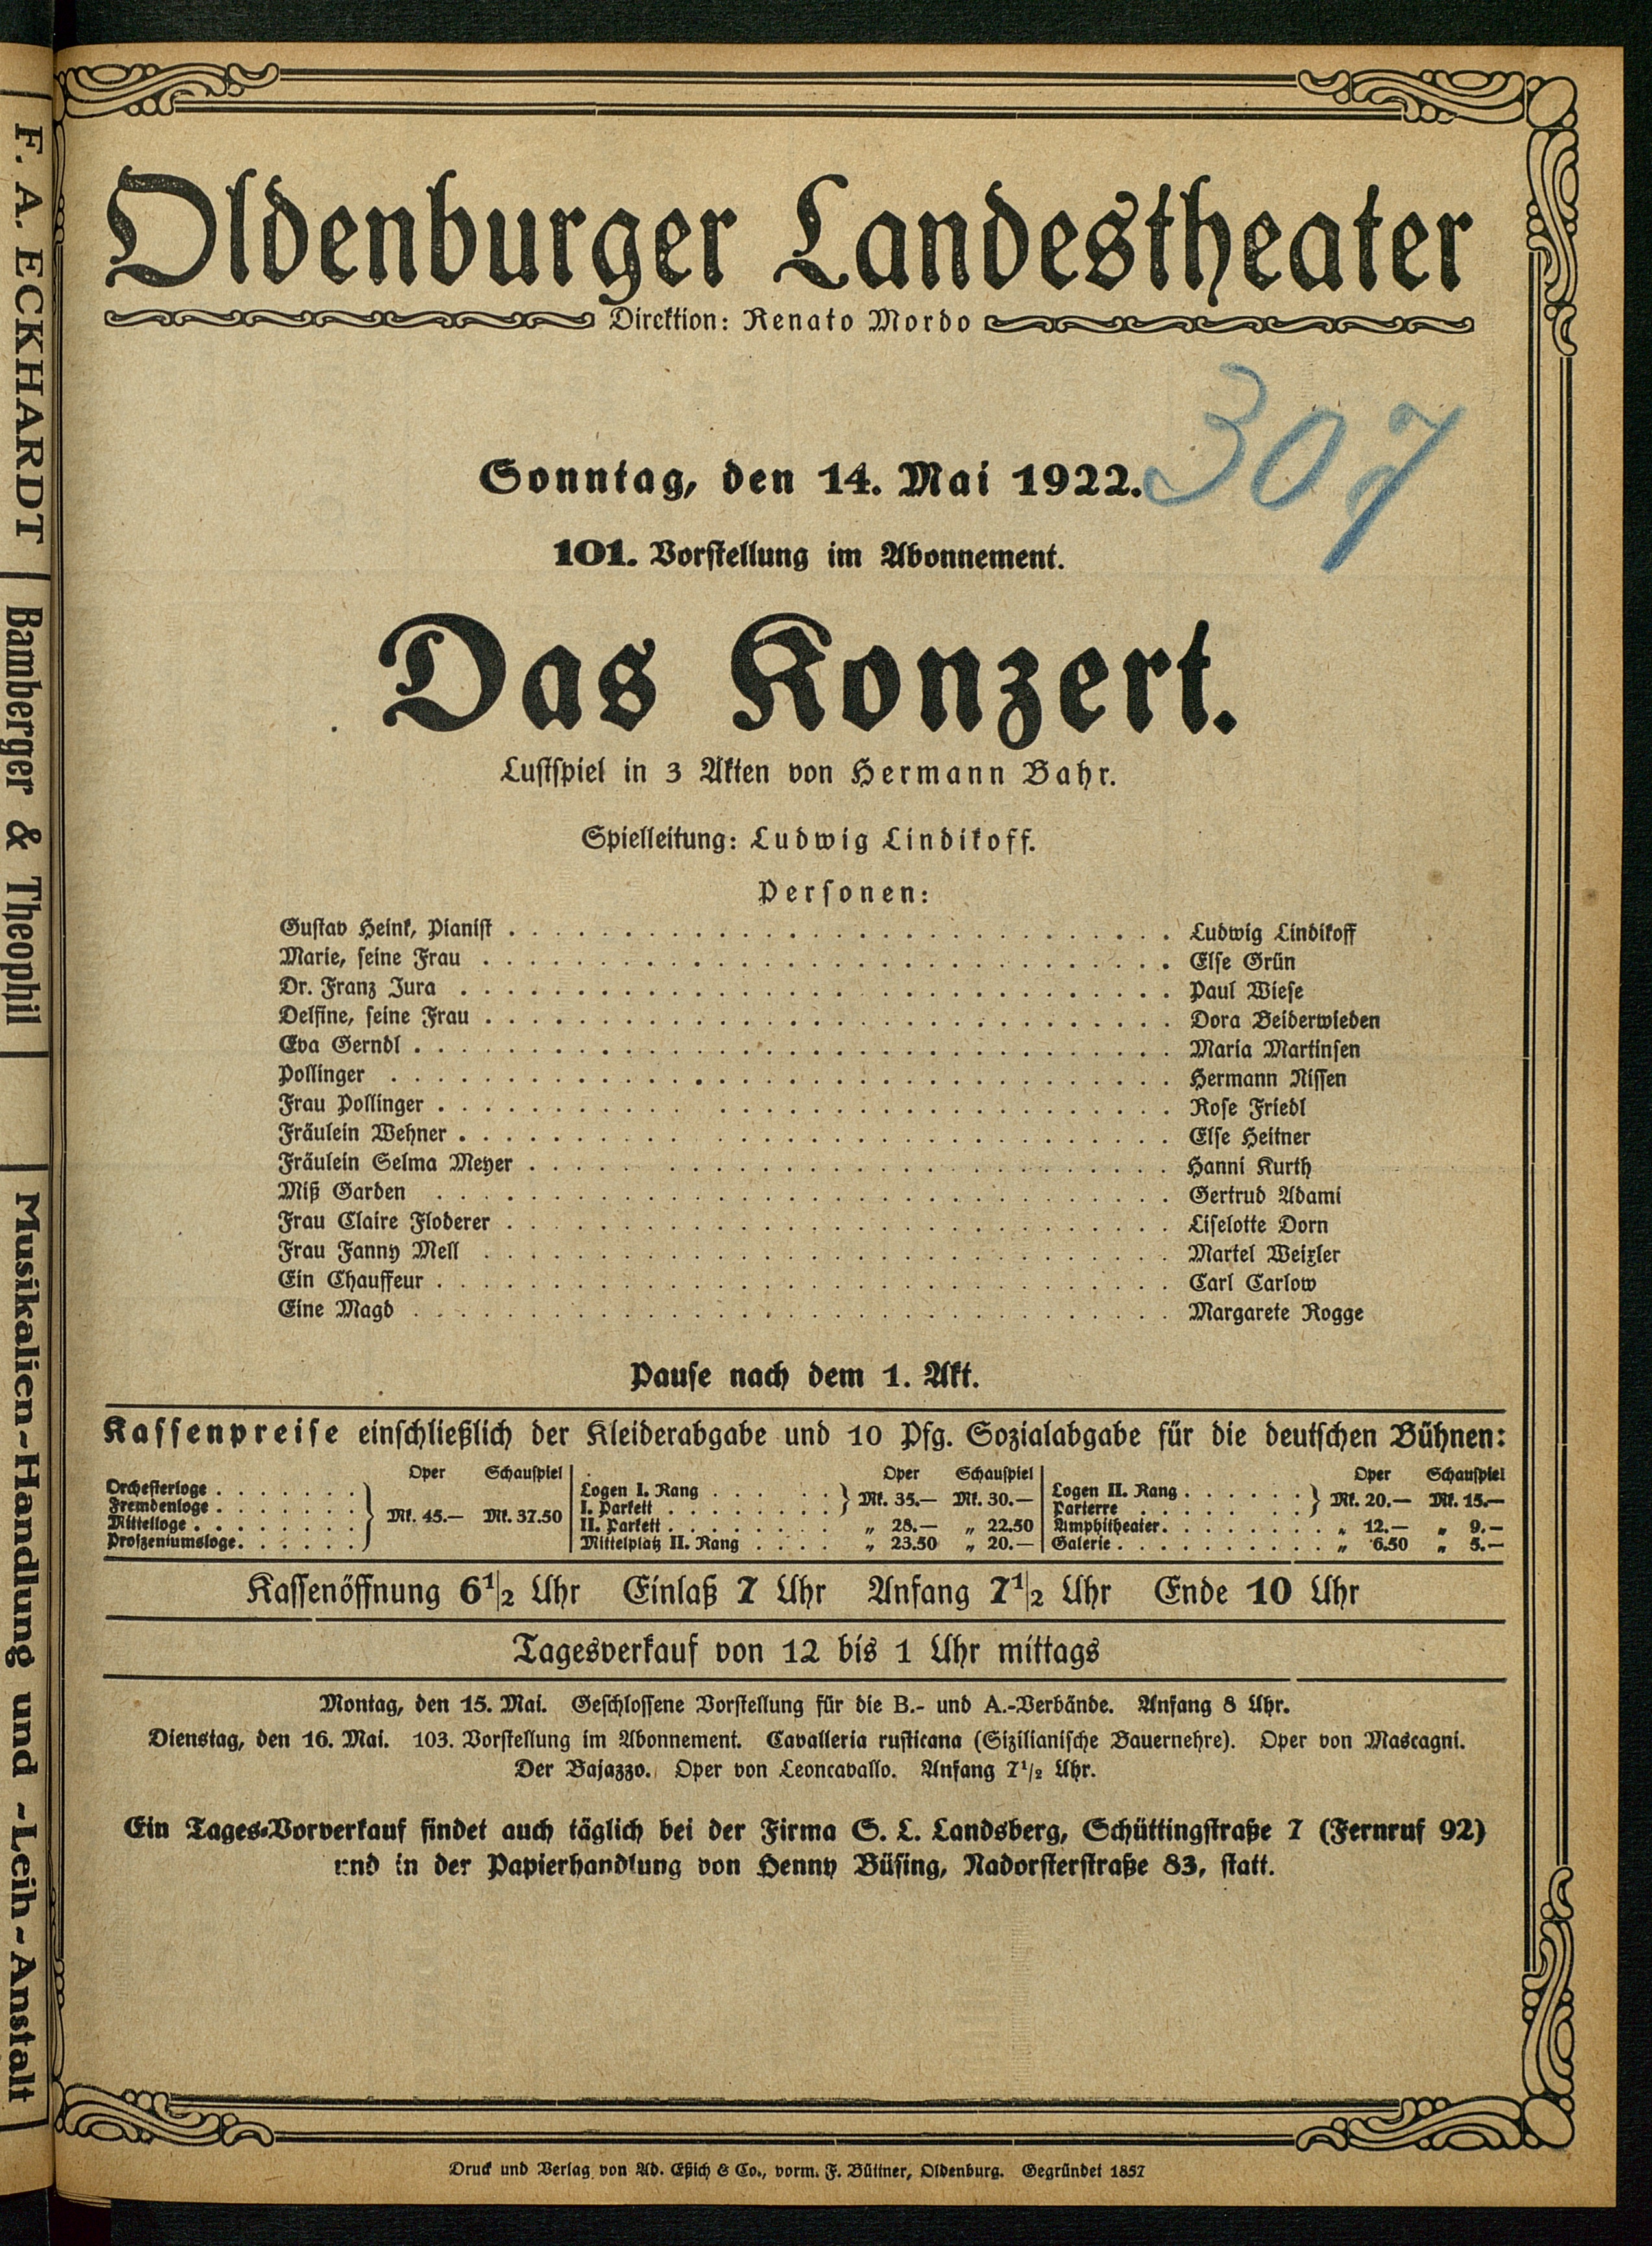 Oldenburger Landestheater
Direktion: Renato Mordo
307
Sonntag, den 14. Mai 1922.
101. Vorstellung im Abonnement.
Das Konzert.
Lustspiel in 3 Akten von Hermann Bahr.
Spielleitung: Ludwig Lindikoff.
Personen:
Gustav Heink, Pianist . . . Ludwig Lindikoff
Marie, seine Frau . . . Else Grün
Dr. Franz Jura . . . Paul Wiese
Delfine, seine Frau . . . Dora Beiderwieden
Eva Gerndl . . . Maria Martinsen
Pollinger . . . Hermann Nissen
Frau Pollinger . . . Rose Friedl
Fräulein Wehner . . . Else Heitner
Fräulein Selma Meyer . . . Hanni Kurth
Miß Garden . . . Gertrud Adami
Frau Claire Floderer . . . Liselotte Dorn
Frau Fanny Mell . . . Martel Weixler
Ein Chauffeur . . . Carl Carlow
Eine Magd . . . Margarete Rogge
Pause nach dem 1. Akt.
Kassenpreise einschließlich der Kleiderabgabe und 10 Pfg. Sozialabgabe für die deutschen Bühnen:
Oper Schauspiel
Orchesterloge . . .
Fremdenloge . . .
Mittelloge . . .
Proszeniumsloge . . .
} Mk. 45.— Mk. 37.50
Oper Schauspiel
Logen I. Rang . . .
I. Parkett . . .
} Mk. 35.— Mk. 30.—
II. Parkett . . . „ 28.— „ 22.50
Mittelplatz II. Rang . . . „ 23.50 „ 20.—
Oper Schauspiel
Logen II. Rang . . .
Parterre . . .
} Mk. 20.— Mk. 15.—
Amphitheater . . . „ 12.— „ 9.—
Galerie . . . „ 6.50 „ 5.—
Kassenöffnung 6 1/2 Uhr Einlaß 7 Uhr Anfang 7 1/2 Uhr Ende 10 Uhr
Tagesverkauf von 12 bis 1 Uhr mittags
Montag, den 15. Mai. Geschlossene Vorstellung für die B.- und A.-Verbände. Anfang 8 Uhr.
Dienstag, den 16. Mai. 103. Vorstellung im Abonnement. Cavalleria rusticana (Sizilianische Bauernehre). Oper von Mascagni.
Der Bajazzo. Oper von Leoncavallo. Anfang 7 1/2 Uhr.
Ein Tages-Vorverkauf findet auch täglich bei der Firma S. L. Landsberg, Schüttingstraße 7 (Fernruf 92)
und in der Papierhandlung von Henny Büsing, Nadorsterstraße 83, statt.
Druck und Verlag von Ad. Eßich & Co., vorm. F. Büttner, Oldenburg. Gegründet 1857
F. A. ECKHARDT
Bamberger & Theophil
Musikalien-Handlung und -Leih-Anstalt